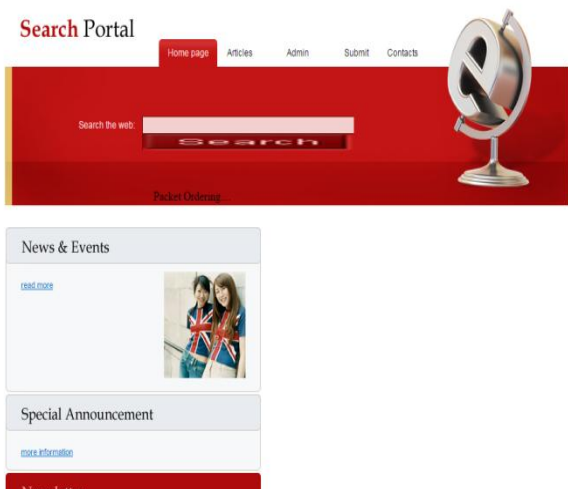 Search Portal
Home page Articles Admin Submit Contacts
Search the web:
Search
Packet Ordering ...
News & Events
read more
Special Announcement
more information